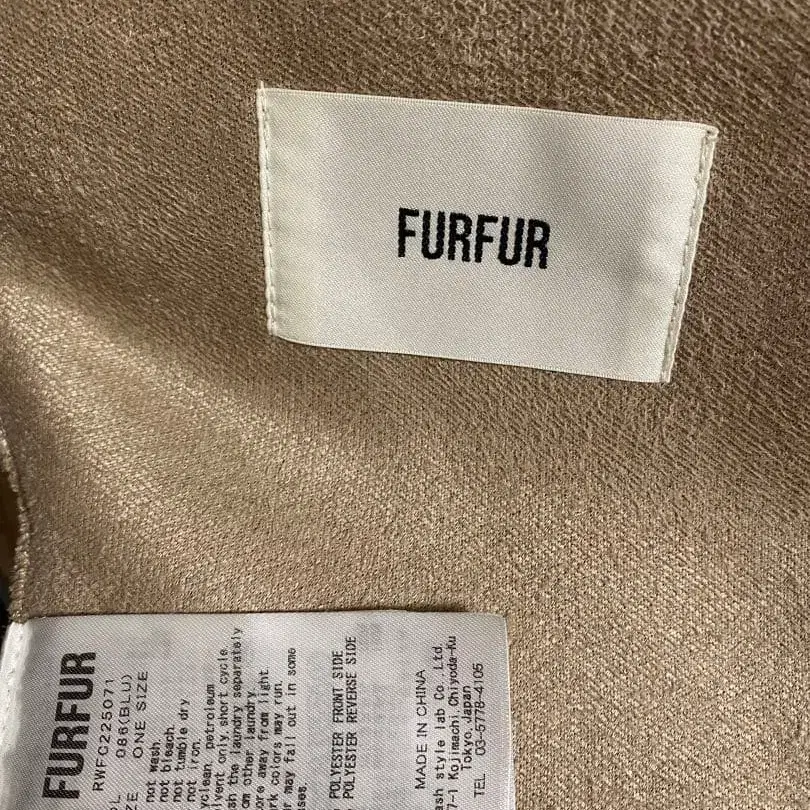 FURFUR
FURFUR
RWFC225071
086(BLU)
ONE SIZE
not wash.
not bleach.
not tumble dry
not iron.
petroleum
only short cycle.
the laundry separately
other laundry.
away from light
colors may run.
may fall out in some
POLYESTER FRONT SIDE
POLYESTER REVERSE SIDE
MADE IN CHINA
style lab Co., Ltd.
Kojimachi, Chiyoda-Ku
Tokyo, Japan
TEL 03-5778-4105